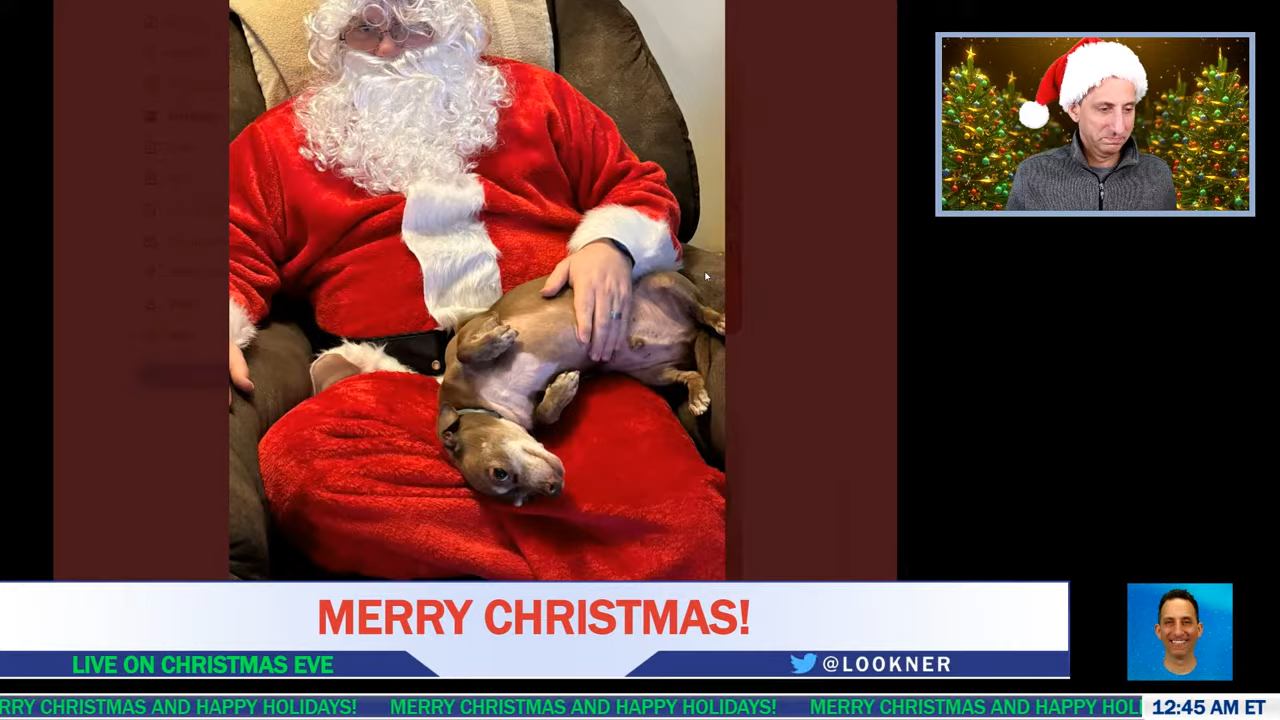 MERRY CHRISTMAS!
LIVE ON CHRISTMAS EVE
@LOOKNER
RRY CHRISTMAS AND HAPPY HOLIDAYS! MERRY CHRISTMAS AND HAPPY HOLIDAYS! MERRY CHRISTMAS AND HAPPY HOLI
12:45 AM ET